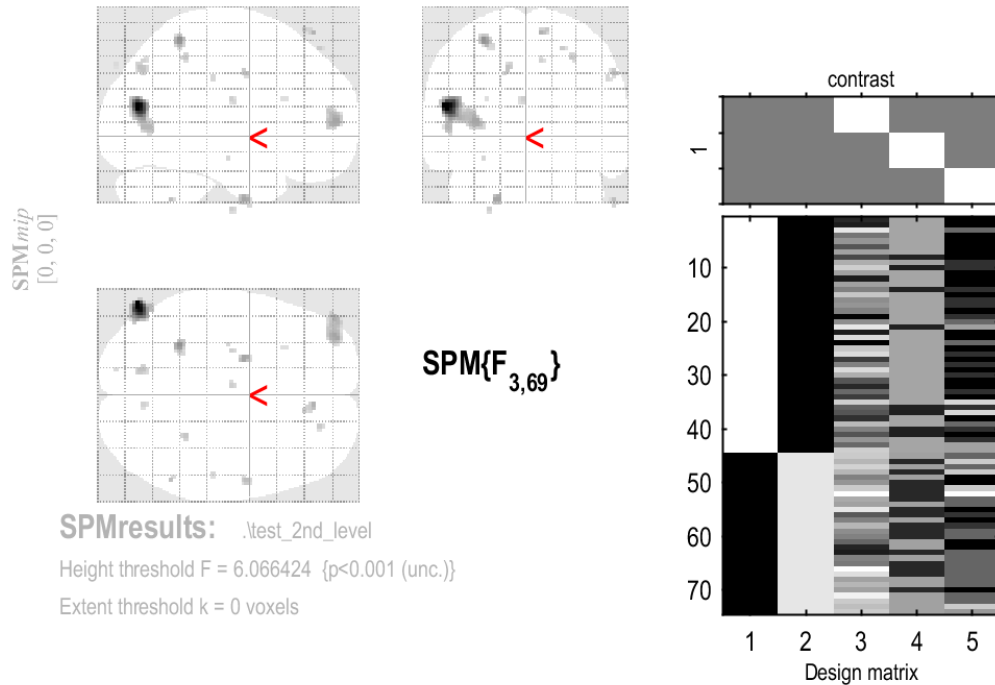 contrast
1
SPMmip
[0, 0, 0]
<
<
<
SPM{F3,69}
10
20
30
40
50
60
70
1 2 3 4 5
Design matrix
SPMresults: .\test_2nd_level
Height threshold F = 6.066424 {p<0.001 (unc.)}
Extent threshold k = 0 voxels